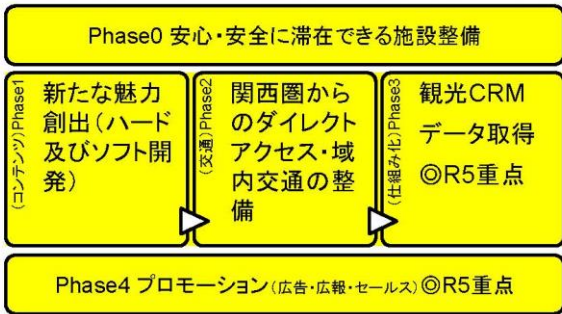 Phase0 安心・安全に滞在できる施設整備
(コンテンツ)Phase1
新たな魅力
創出(ハード
及びソフト開
発)
(交通)Phase2
関西圏から
のダイレクト
アクセス・域
内交通の整
備
(仕組み化)Phase3
観光CRM
データ取得
◎R5重点
Phase4 プロモーション(広告・広報・セールス)◎R5重点